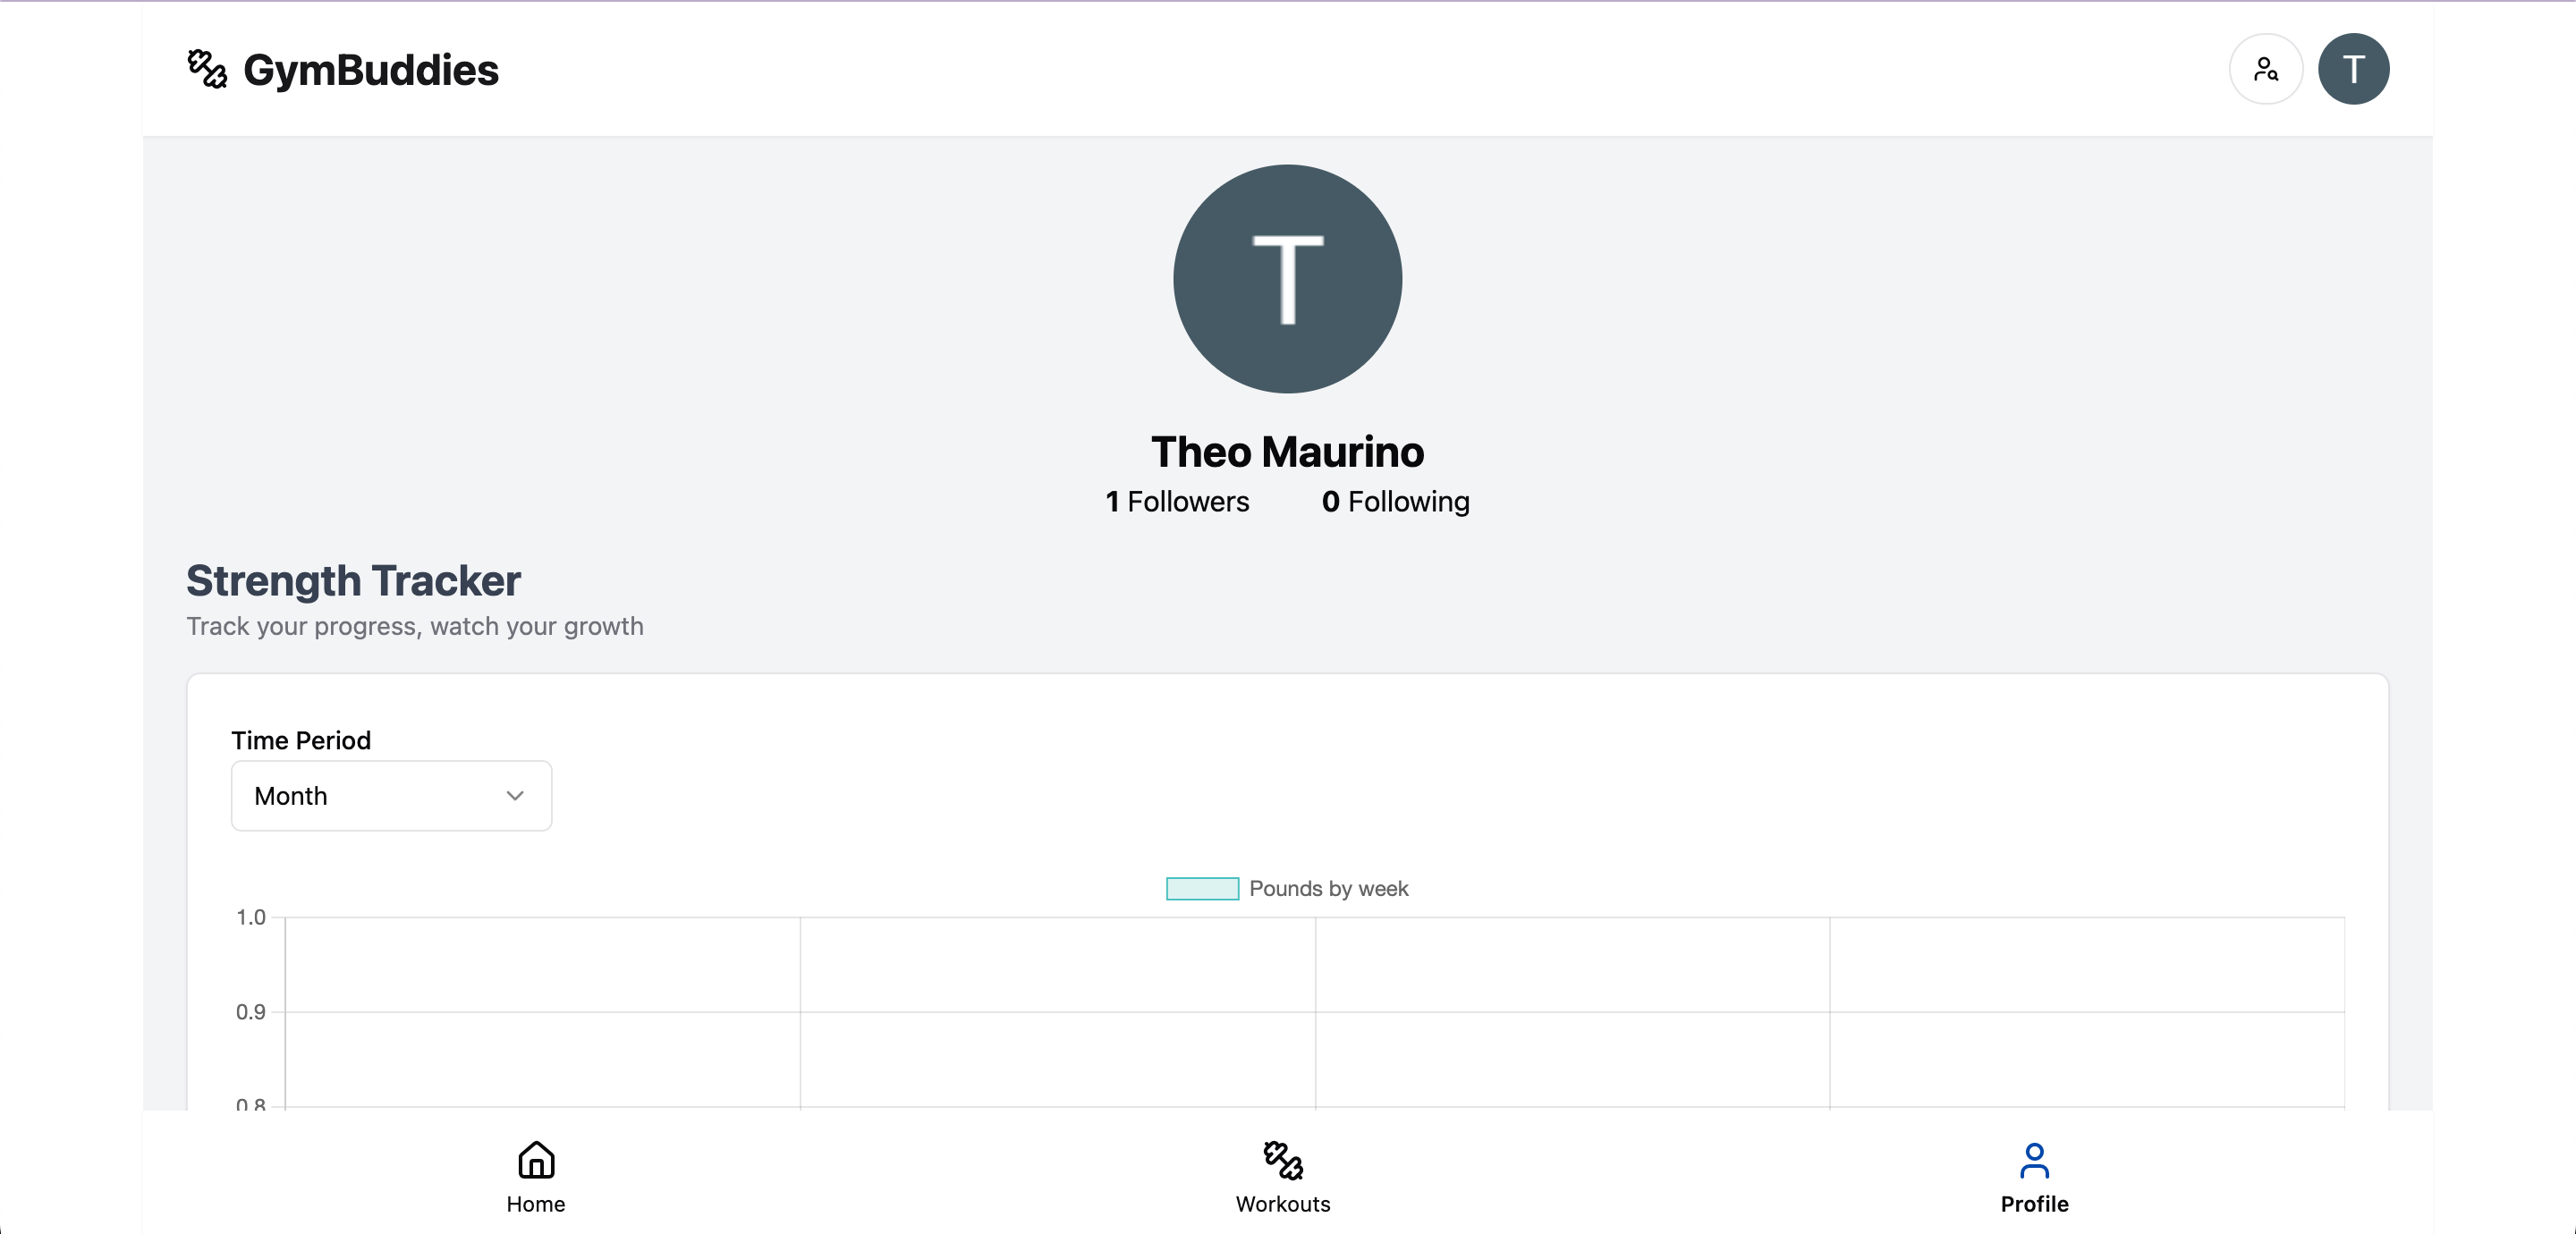 GymBuddies
T
T
Theo Maurino
1 Followers 0 Following
Strength Tracker
Track your progress, watch your growth
Time Period
Month
Pounds by week
1.0
0.9
0.8
Home Workouts Profile